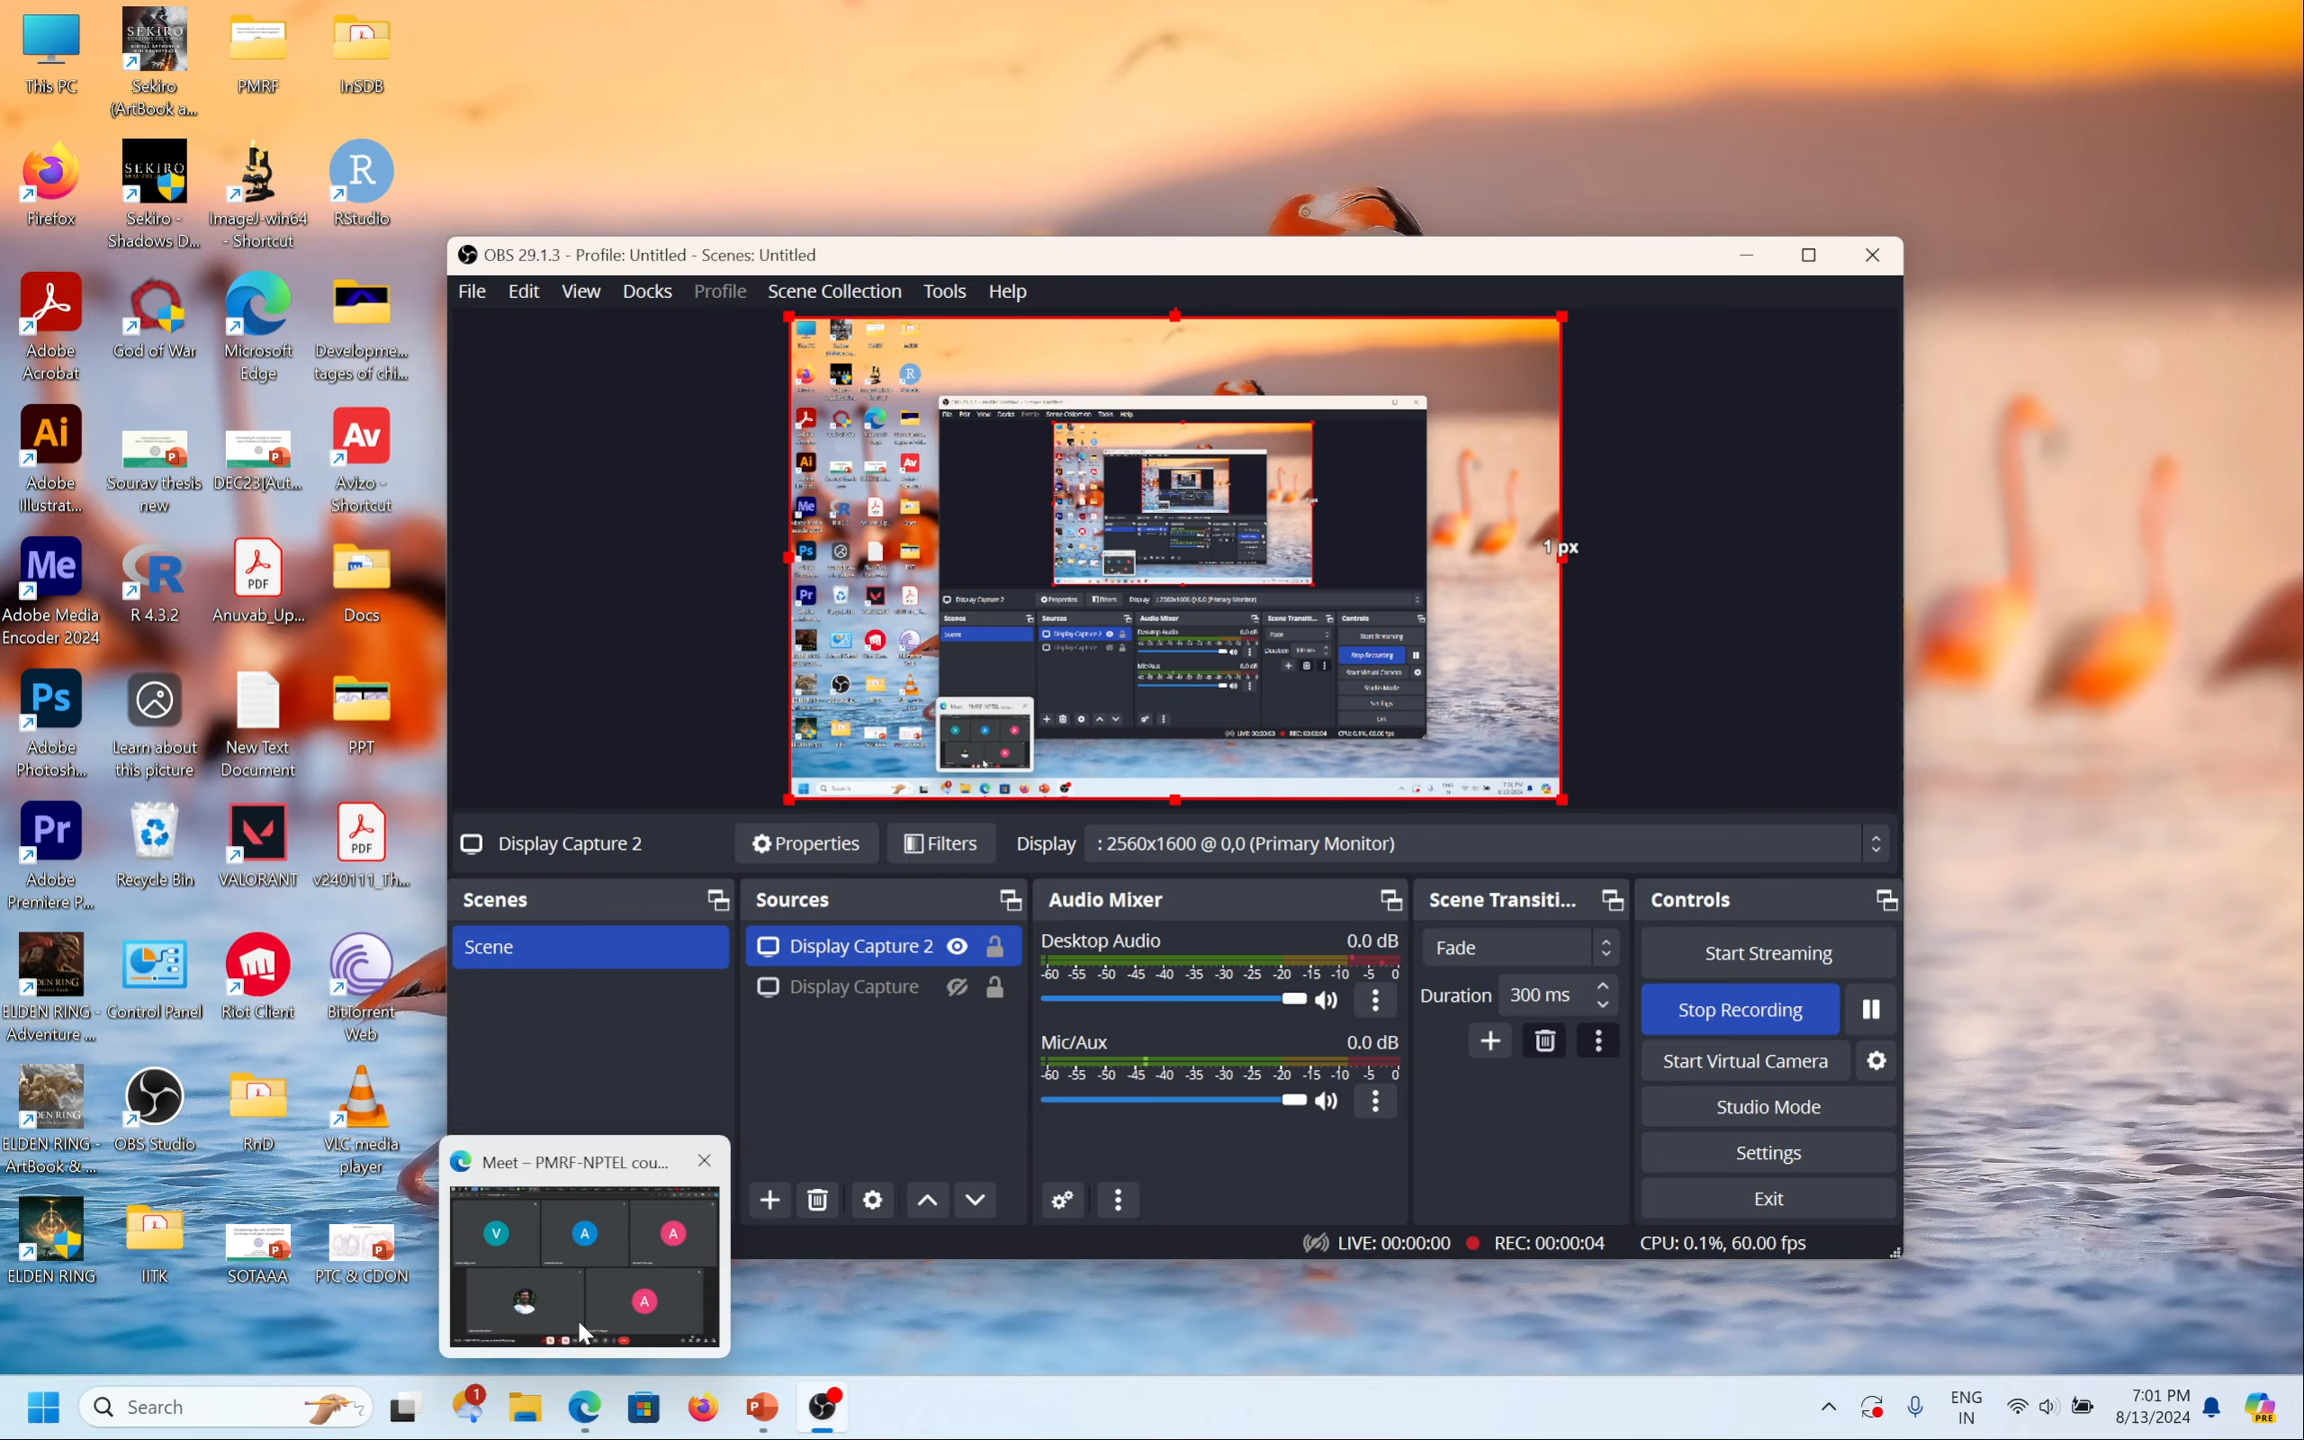 This PC
Sekiro
(ArtBook a...
PMRF
InSDB
Firefox
Sekiro -
Shadows D...
ImageJ-win64
- Shortcut
RStudio
Adobe
Acrobat
God of War
Microsoft
Edge
Developme...
tages of chi...
Adobe
Illustrat...
Sourav thesis
new
DEC23[Aut...
Avizo -
Shortcut
Adobe Media
Encoder 2024
R 4.3.2
Anuvab_Up...
Docs
Adobe
Photosh...
Learn about
this picture
New Text
Document
PPT
Adobe
Premiere P...
Recycle Bin
VALORANT
v240111_Th...
ELDEN RING -
Adventure ...
Control Panel
Riot Client
BitTorrent
Web
ELDEN RING -
ArtBook & ...
OBS Studio
RnD
VLC media
player
ELDEN RING
IITK
SOTAAA
PTC & CDON
OBS 29.1.3 - Profile: Untitled - Scenes: Untitled
File Edit View Docks Profile Scene Collection Tools Help
1 px
Display Capture 2
Properties
Filters
Display
: 2560x1600 @ 0,0 (Primary Monitor)
Scenes
Scene
Sources
Display Capture 2
Display Capture
Audio Mixer
Desktop Audio 0.0 dB
-60 -55 -50 -45 -40 -35 -30 -25 -20 -15 -10 -5 0
Mic/Aux 0.0 dB
-60 -55 -50 -45 -40 -35 -30 -25 -20 -15 -10 -5 0
Scene Transiti...
Fade
Duration 300 ms
Controls
Start Streaming
Stop Recording
Start Virtual Camera
Studio Mode
Settings
Exit
LIVE: 00:00:00 REC: 00:00:04 CPU: 0.1%, 60.00 fps
Meet – PMRF-NPTEL cou...
V
A
A
A
Search
1
ENG
IN
7:01 PM
8/13/2024
PRE